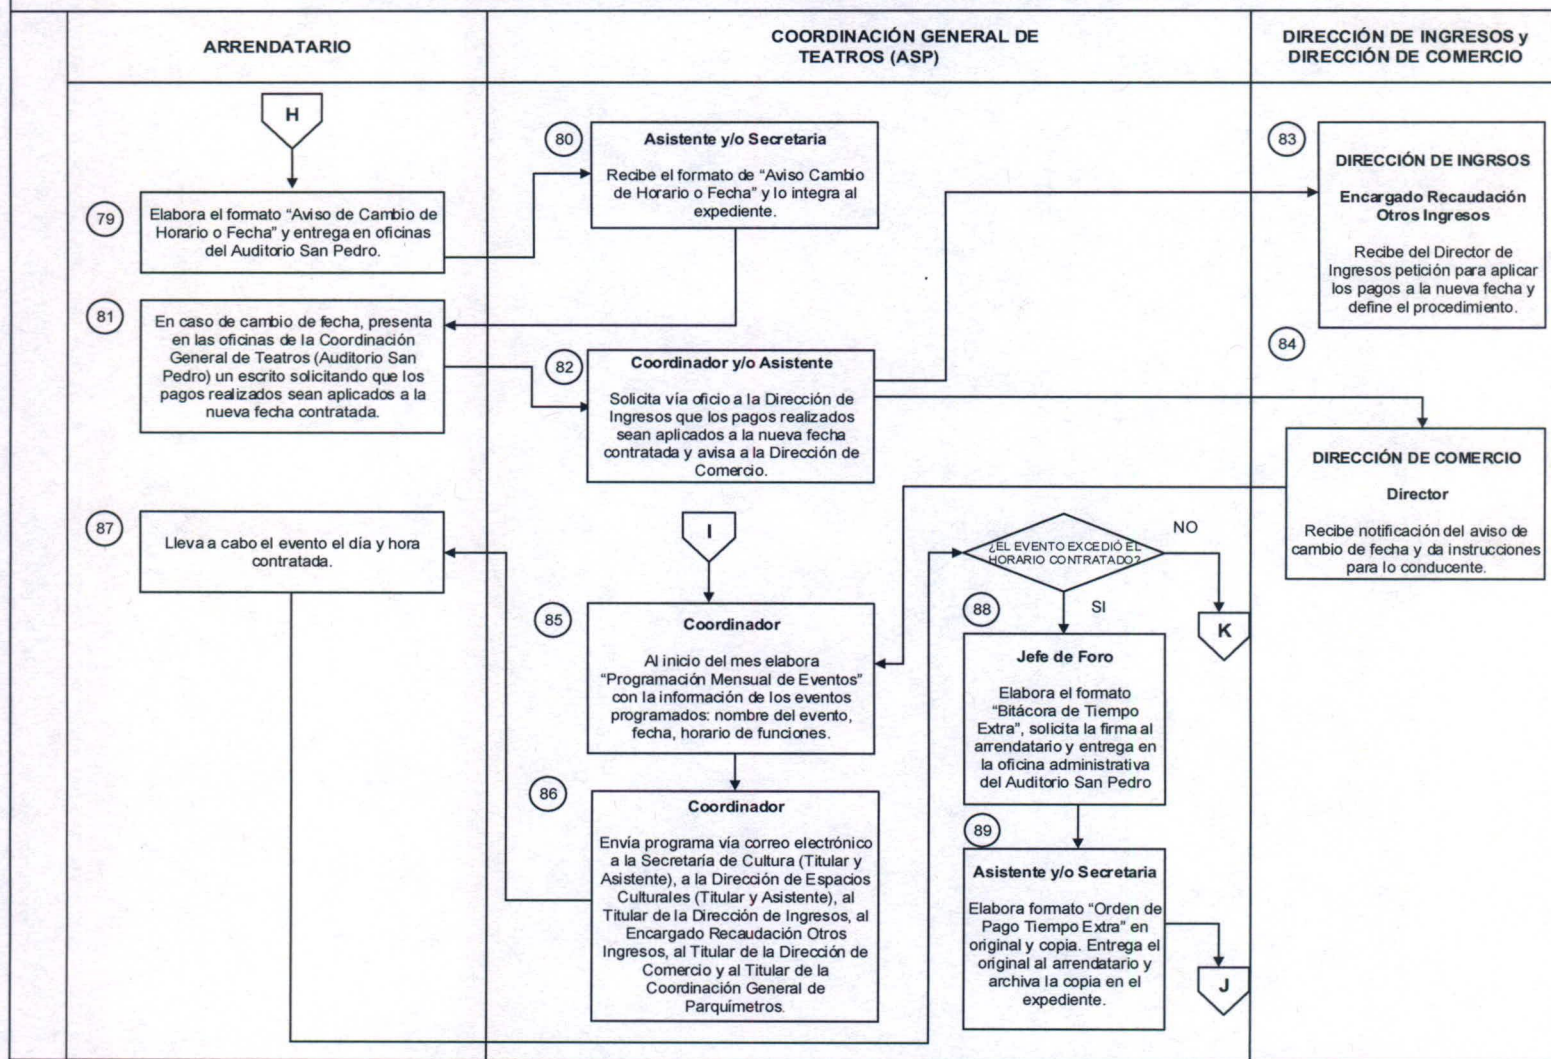 ARRENDATARIO
COORDINACIÓN GENERAL DE
TEATROS (ASP)
DIRECCIÓN DE INGRESOS y
DIRECCIÓN DE COMERCIO
H
79
Elabora el formato “Aviso de Cambio de
Horario o Fecha” y entrega en oficinas
del Auditorio San Pedro.
80
Asistente y/o Secretaria
Recibe el formato de “Aviso Cambio
de Horario o Fecha” y lo integra al
expediente.
81
En caso de cambio de fecha, presenta
en las oficinas de la Coordinación
General de Teatros (Auditorio San
Pedro) un escrito solicitando que los
pagos realizados sean aplicados a la
nueva fecha contratada.
82
Coordinador y/o Asistente
Solicita vía oficio a la Dirección de
Ingresos que los pagos realizados
sean aplicados a la nueva fecha
contratada y avisa a la Dirección de
Comercio.
83
DIRECCIÓN DE INGRSOS
Encargado Recaudación
Otros Ingresos
Recibe del Director de
Ingresos petición para aplicar
los pagos a la nueva fecha y
define el procedimiento.
84
DIRECCIÓN DE COMERCIO
Director
Recibe notificación del aviso de
cambio de fecha y da instrucciones
para lo conducente.
I
85
Coordinador
Al inicio del mes elabora
“Programación Mensual de Eventos”
con la información de los eventos
programados: nombre del evento,
fecha, horario de funciones.
86
Coordinador
Envía programa vía correo electrónico
a la Secretaría de Cultura (Titular y
Asistente), a la Dirección de Espacios
Culturales (Titular y Asistente), al
Titular de la Dirección de Ingresos, al
Encargado Recaudación Otros
Ingresos, al Titular de la Dirección de
Comercio y al Titular de la
Coordinación General de
Parquímetros.
87
Lleva a cabo el evento el día y hora
contratada.
¿EL EVENTO EXCEDIÓ EL
HORARIO CONTRATADO?
NO
K
SI
88
Jefe de Foro
Elabora el formato
“Bitácora de Tiempo
Extra”, solicita la firma al
arrendatario y entrega en
la oficina administrativa
del Auditorio San Pedro
89
Asistente y/o Secretaria
Elabora formato “Orden de
Pago Tiempo Extra” en
original y copia. Entrega el
original al arrendatario y
archiva la copia en el
expediente.
J